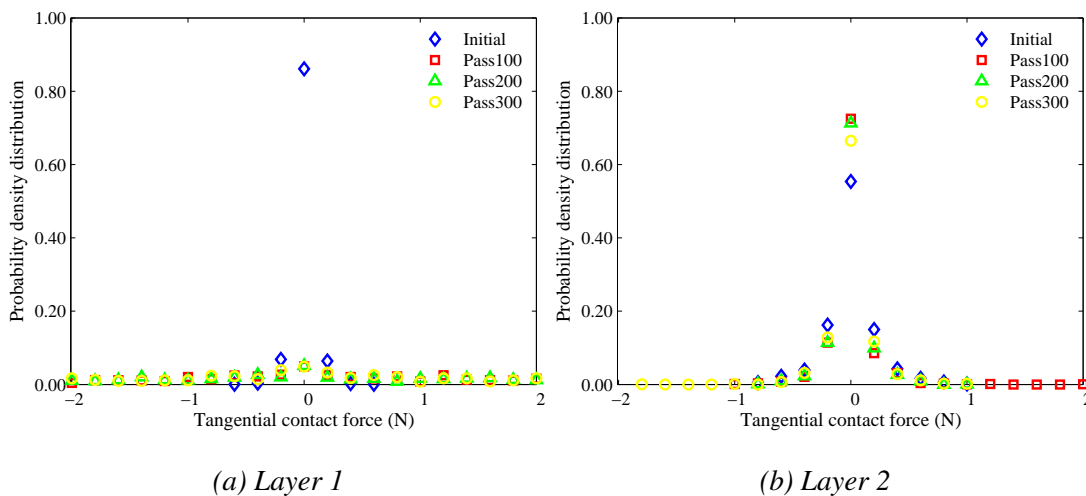 1.00
0.80
0.60
0.40
0.20
0.00
Probability density distribution
−2
−1
0
1
2
Tangential contact force (N)
Initial
Pass100
Pass200
Pass300
(a) Layer 1
1.00
0.80
0.60
0.40
0.20
0.00
Probability density distribution
−2
−1
0
1
2
Tangential contact force (N)
Initial
Pass100
Pass200
Pass300
(b) Layer 2